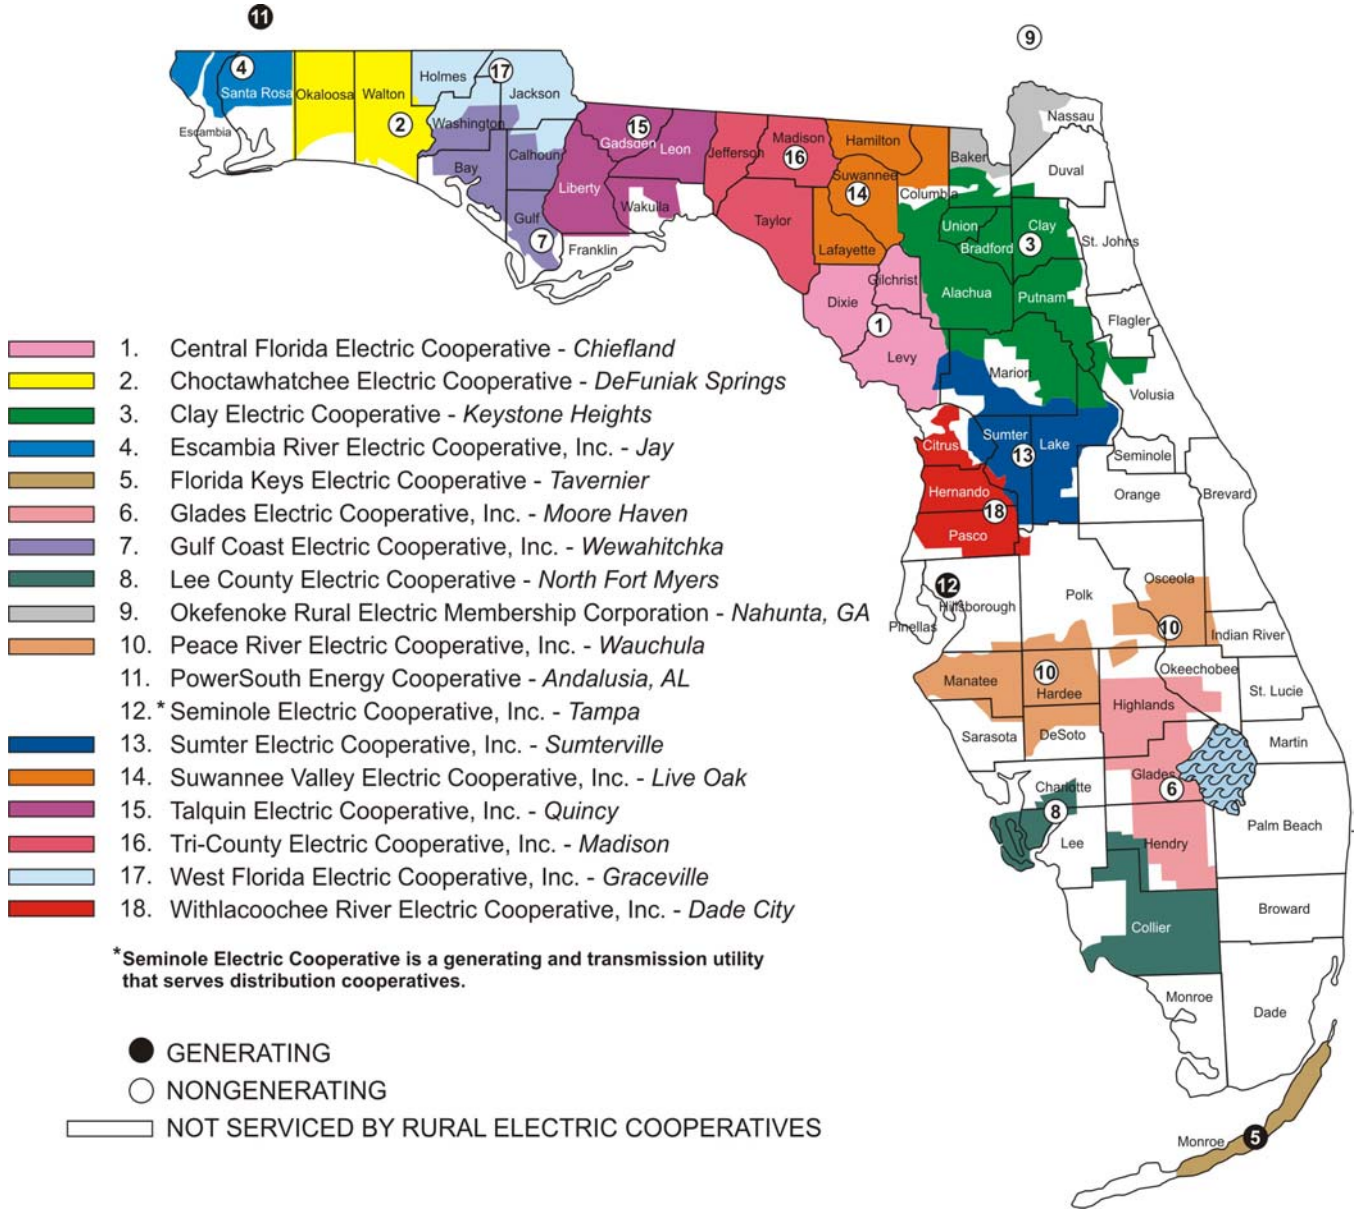 11
9
4
17
Holmes
Santa Rosa
Okaloosa
Walton
Jackson
2
Washington
Escambia
15
Gadsden
Leon
Jefferson
Madison
16
Hamilton
Baker
Nassau
Duval
Calhoun
Bay
Liberty
Wakulla
Suwannee
14
Columbia
Gulf
7
Franklin
Taylor
Lafayette
Union
Bradford
Clay
3
St. Johns
Gilchrist
Dixie
Alachua
Putnam
1
Flagler
Levy
Marion
Volusia
Citrus
Sumter
13
Lake
Seminole
Hernando
18
Orange
Brevard
Pasco
12
Hillsborough
Pinellas
Polk
Osceola
10
Indian River
Manatee
10
Hardee
Okeechobee
Highlands
St. Lucie
Sarasota
DeSoto
Martin
Charlotte
Glades
6
8
Lee
Hendry
Palm Beach
Collier
Broward
Monroe
Dade
Monroe
5
1. Central Florida Electric Cooperative - Chiefland
2. Choctawhatchee Electric Cooperative - DeFuniak Springs
3. Clay Electric Cooperative - Keystone Heights
4. Escambia River Electric Cooperative, Inc. - Jay
5. Florida Keys Electric Cooperative - Tavernier
6. Glades Electric Cooperative, Inc. - Moore Haven
7. Gulf Coast Electric Cooperative, Inc. - Wewahitchka
8. Lee County Electric Cooperative - North Fort Myers
9. Okefenoke Rural Electric Membership Corporation - Nahunta, GA
10. Peace River Electric Cooperative, Inc. - Wauchula
11. PowerSouth Energy Cooperative - Andalusia, AL
12.* Seminole Electric Cooperative, Inc. - Tampa
13. Sumter Electric Cooperative, Inc. - Sumterville
14. Suwannee Valley Electric Cooperative, Inc. - Live Oak
15. Talquin Electric Cooperative, Inc. - Quincy
16. Tri-County Electric Cooperative, Inc. - Madison
17. West Florida Electric Cooperative, Inc. - Graceville
18. Withlacoochee River Electric Cooperative, Inc. - Dade City
*Seminole Electric Cooperative is a generating and transmission utility
that serves distribution cooperatives.
GENERATING
NONGENERATING
NOT SERVICED BY RURAL ELECTRIC COOPERATIVES